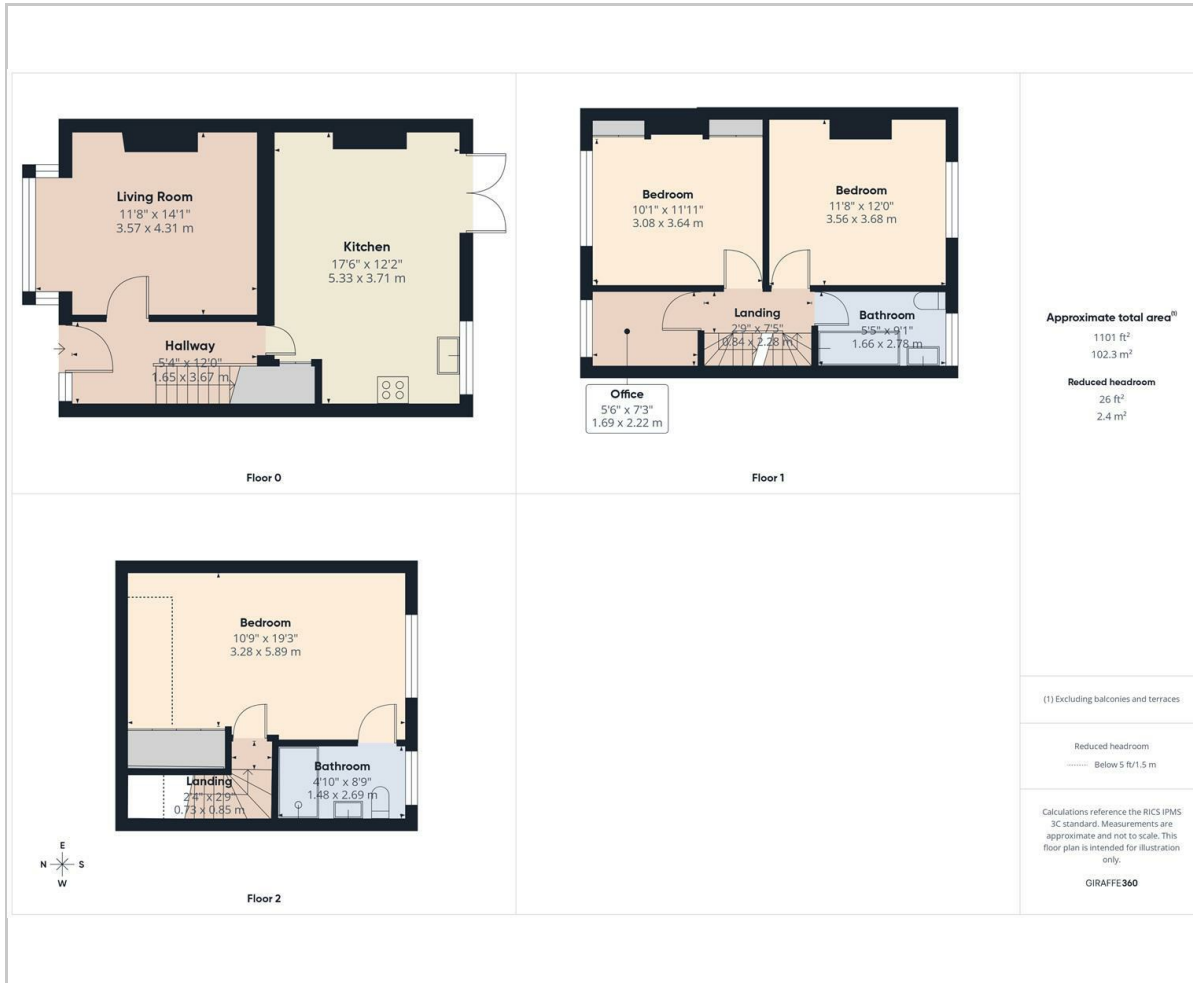 Living Room
11'8" x 14'1"
3.57 x 4.31 m
Kitchen
17'6" x 12'2"
5.33 x 3.71 m
Hallway
5'4" x 12'0"
1.65 x 3.67 m
Floor 0
Bedroom
10'1" x 11'11"
3.08 x 3.64 m
Bedroom
11'8" x 12'0"
3.56 x 3.68 m
Landing
2'9" x 7'5"
0.84 x 2.28 m
Bathroom
5'5" x 9'1"
1.66 x 2.78 m
Office
5'6" x 7'3"
1.69 x 2.22 m
Floor 1
Bedroom
10'9" x 19'3"
3.28 x 5.89 m
Landing
2'4" x 2'9"
0.73 x 0.85 m
Bathroom
4'10" x 8'9"
1.48 x 2.69 m
E
N S
W
Floor 2
Approximate total area(1)
1101 ft²
102.3 m²
Reduced headroom
26 ft²
2.4 m²
(1) Excluding balconies and terraces
Reduced headroom
Below 5 ft/1.5 m
Calculations reference the RICS IPMS
3C standard. Measurements are
approximate and not to scale. This
floor plan is intended for illustration
only.
GIRAFFE360